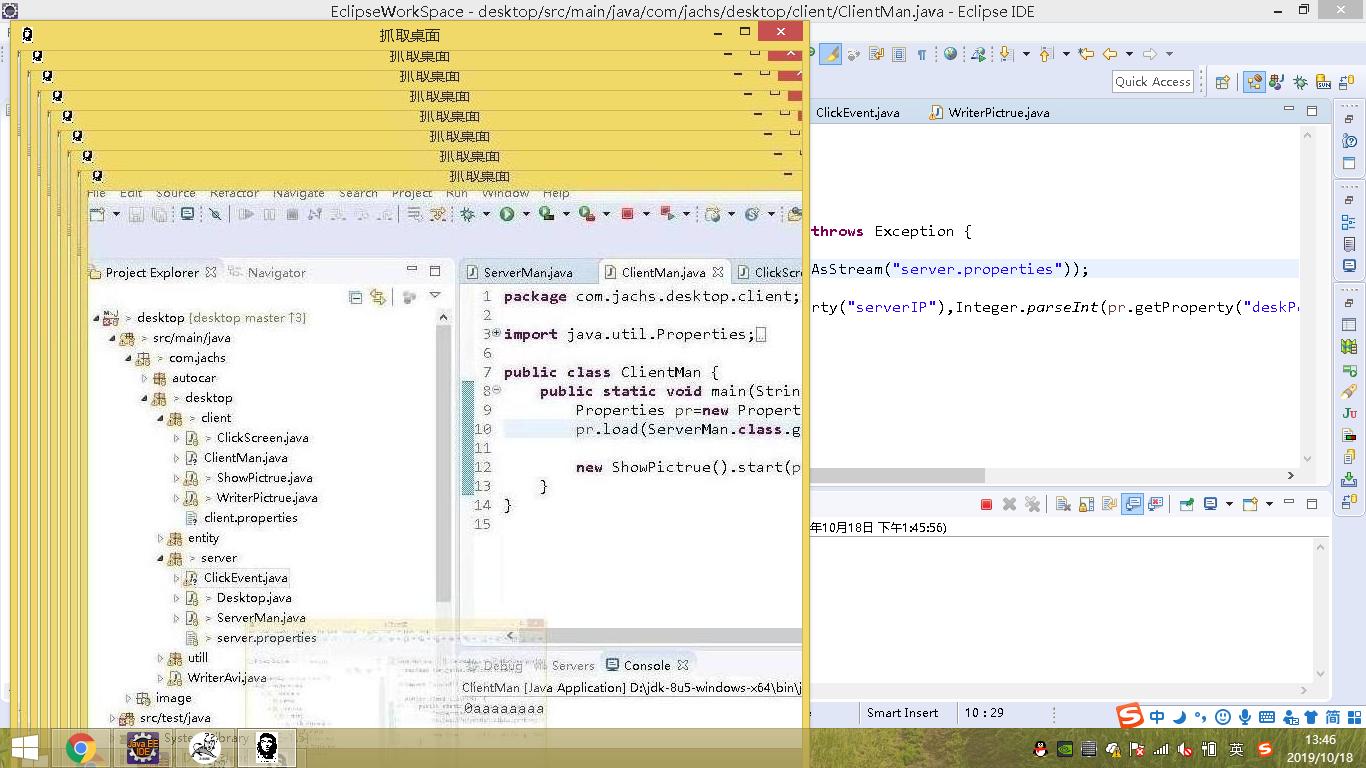 EclipseWorkSpace - desktop/src/main/java/com/jachs/desktop/client/ClientMan.java - Eclipse IDE
抓取桌面
抓取桌面
抓取桌面
抓取桌面
抓取桌面
抓取桌面
抓取桌面
抓取桌面
File Edit Source Refactor Navigate Search Project Run Window Help
Quick Access
Project Explorer
Navigator
desktop [desktop master ↑3]
> src/main/java
> com.jachs
autocar
> desktop
> client
> ClickScreen.java
ClientMan.java
> ShowPictrue.java
> WriterPictrue.java
client.properties
entity
> server
ClickEvent.java
> Desktop.java
> ServerMan.java
> server.properties
utill
WriterAvi.java
image
src/test/java
ServerMan.java
ClientMan.java
ClickScre
ClickEvent.java
WriterPictrue.java
1 package com.jachs.desktop.client;
2
3 import java.util.Properties;
6
7 public class ClientMan {
8 public static void main(Strin
throws Exception {
9 Properties pr=new Propert
10 pr.load(ServerMan.class.g
AsStream("server.properties"));
11
12 new ShowPictrue().start(p
rty("serverIP"),Integer.parseInt(pr.getProperty("deskP
13 }
14 }
15
Debug
Servers
Console
ClientMan [Java Application] D:\jdk-8u5-windows-x64\bin\j
年10月18日 下午1:45:56)
0aaaaaaaa
Smart Insert
10 : 29
中
简
Java EE
IDE
英
13:46
2019/10/18